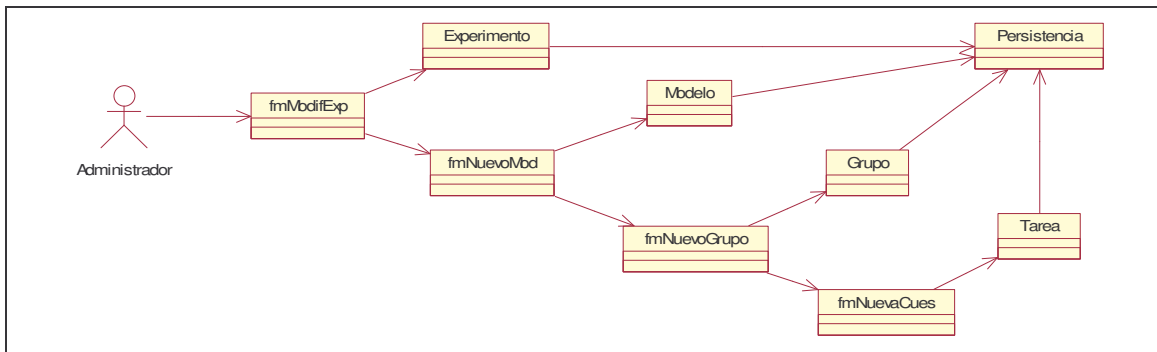 Experimento
Persistencia
fmModifExp
Modelo
Administrador
fmNuevoMod
Grupo
fmNuevoGrupo
Tarea
fmNuevaCues